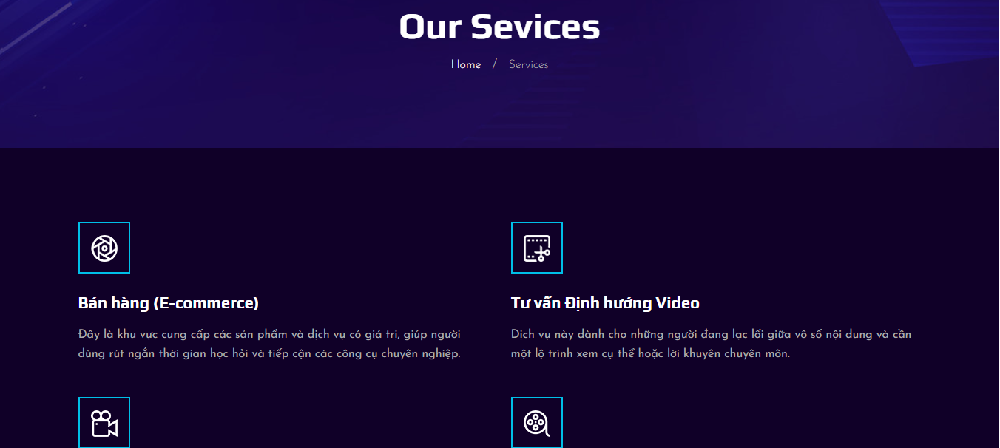 Our Sevices
Home / Services
Bán hàng (E-commerce)
Đây là khu vực cung cấp các sản phẩm và dịch vụ có giá trị, giúp người
dùng rút ngắn thời gian học hỏi và tiếp cận các công cụ chuyên nghiệp.
Tư vấn Định hướng Video
Dịch vụ này dành cho những người đang lạc lối giữa vô số nội dung và cần
một lộ trình xem cụ thể hoặc lời khuyên chuyên môn.